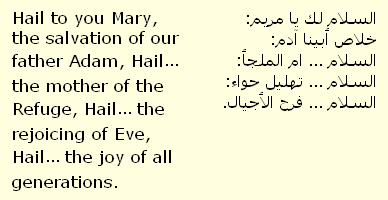 Hail to you Mary,
the salvation of our
father Adam, Hail...
the mother of the
Refuge, Hail... the
rejoicing of Eve,
Hail... the joy of all
generations.
السلام لك يا مريم:
خلاص أبينا آدم:
السلام ... ام الملجأ:
السلام ... تهليل حواء:
السلام ... فرح الأجيال.